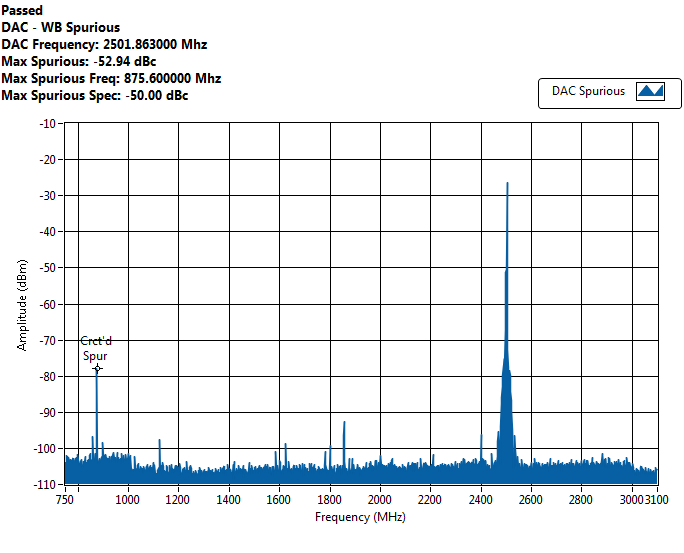 Passed
DAC - WB Spurious
DAC Frequency: 2501.863000 Mhz
Max Spurious: -52.94 dBc
Max Spurious Freq: 875.600000 Mhz
Max Spurious Spec: -50.00 dBc
DAC Spurious
-10
-20
-30
-40
-50
-60
-70
-80
-90
-100
-110
Amplitude (dBm)
Crct'd
Spur
750 1000 1200 1400 1600 1800 2000 2200 2400 2600 2800 3000 3100
Frequency (MHz)